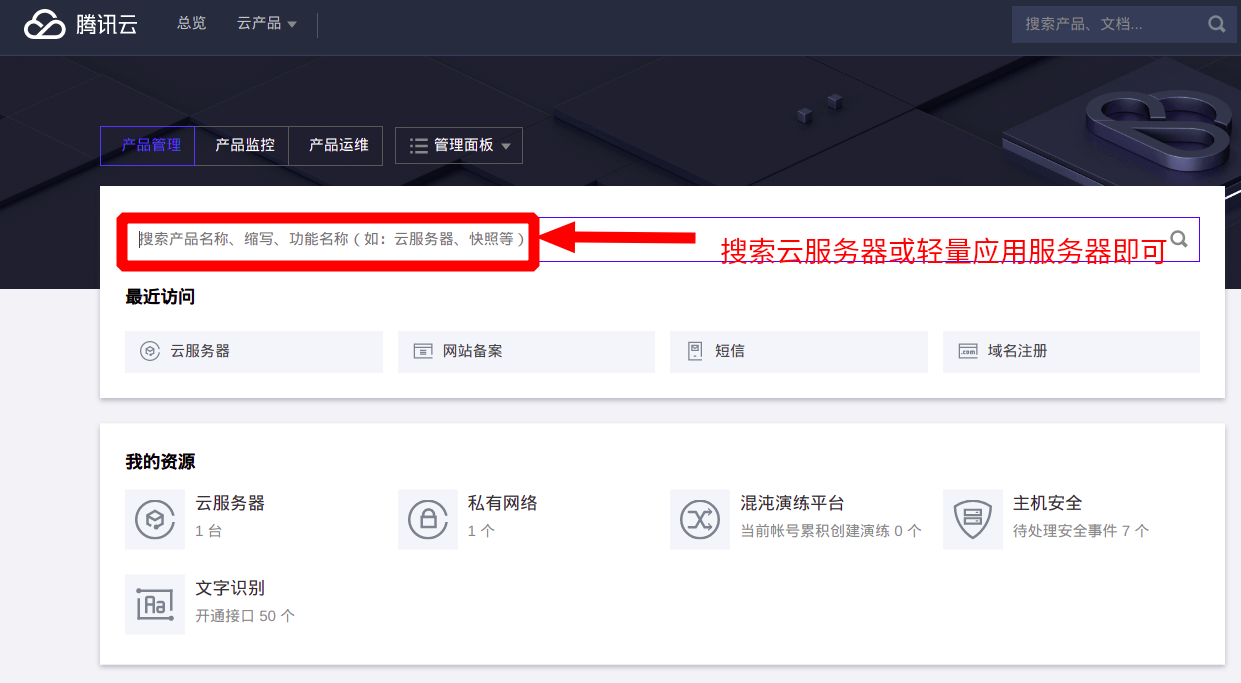 腾讯云 总览 云产品 搜索产品、文档...
产品管理 产品监控 产品运维 管理面板
搜索产品名称、缩写、功能名称（如：云服务器、快照等）
搜索云服务器或轻量应用服务器即可
最近访问
云服务器 网站备案 短信 .com 域名注册
我的资源
云服务器 私有网络 混沌演练平台 主机安全
1 台 1 个 当前帐号累积创建演练 0 个 待处理安全事件 7 个
Aa 文字识别
开通接口 50 个